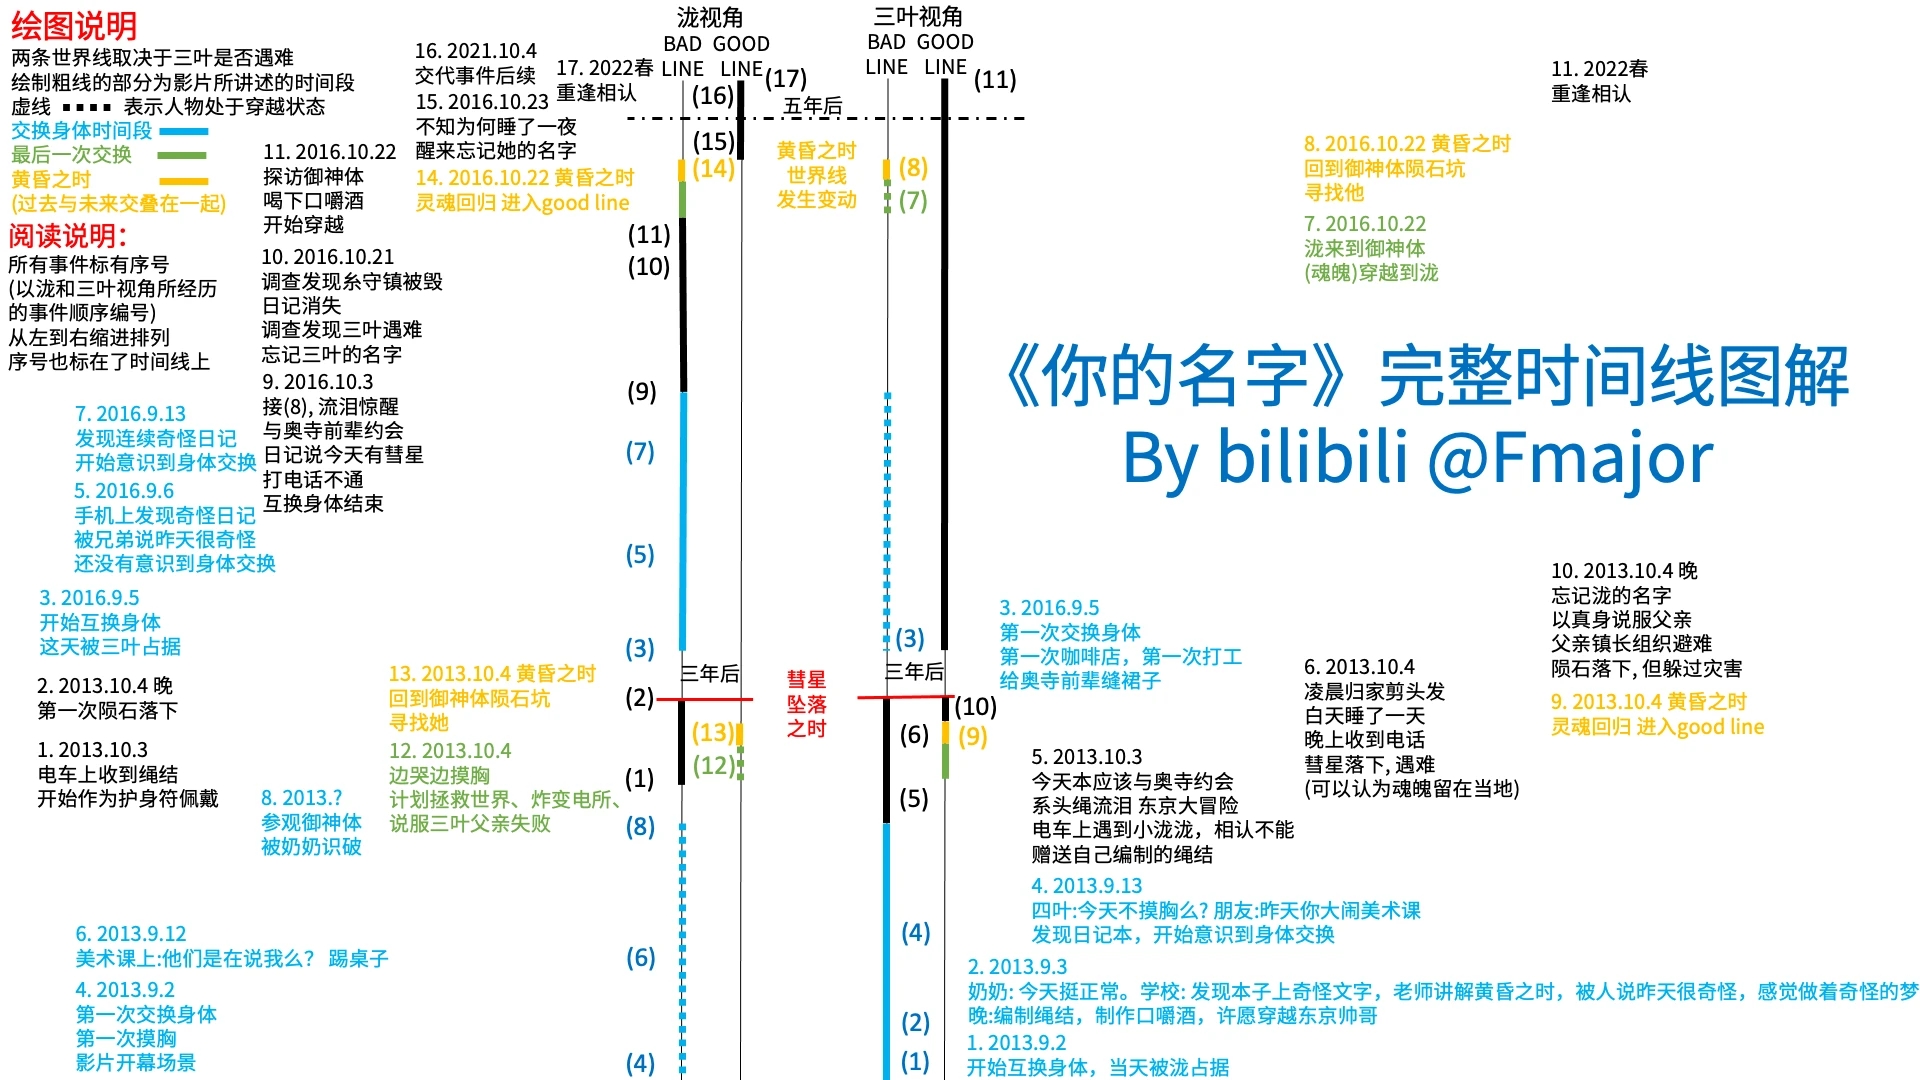 绘图说明
两条世界线取决于三叶是否遇难
绘制粗线的部分为影片所讲述的时间段
虚线 表示人物处于穿越状态
交换身体时间段
最后一次交换
黄昏之时
(过去与未来交叠在一起)
阅读说明：
所有事件标有序号
(以泷和三叶视角所经历
的事件顺序编号)
从左到右缩进排列
序号也标在了时间线上
7. 2016.9.13
发现连续奇怪日记
开始意识到身体交换
5. 2016.9.6
手机上发现奇怪日记
被兄弟说昨天很奇怪
还没有意识到身体交换
3. 2016.9.5
开始互换身体
这天被三叶占据
2. 2013.10.4 晚
第一次陨石落下
1. 2013.10.3
电车上收到绳结
开始作为护身符佩戴
6. 2013.9.12
美术课上:他们是在说我么？ 踢桌子
4. 2013.9.2
第一次交换身体
第一次摸胸
影片开幕场景
11. 2016.10.22
探访御神体
喝下口嚼酒
开始穿越
10. 2016.10.21
调查发现糸守镇被毁
日记消失
调查发现三叶遇难
忘记三叶的名字
9. 2016.10.3
接(8), 流泪惊醒
与奥寺前辈约会
日记说今天有彗星
打电话不通
互换身体结束
8. 2013.?
参观御神体
被奶奶识破
16. 2021.10.4
交代事件后续
15. 2016.10.23
不知为何睡了一夜
醒来忘记她的名字
14. 2016.10.22 黄昏之时
灵魂回归 进入good line
17. 2022春
重逢相认
13. 2013.10.4 黄昏之时
回到御神体陨石坑
寻找她
12. 2013.10.4
边哭边摸胸
计划拯救世界、炸变电所、
说服三叶父亲失败
泷视角
BAD GOOD
LINE LINE
(17)
(16)
(15)
(14)
(11)
(10)
(9)
(7)
(5)
(3)
三年后
(2)
(13)
(12)
(1)
(8)
(6)
(4)
五年后
黄昏之时
世界线
发生变动
彗星
坠落
之时
三叶视角
BAD GOOD
LINE LINE
(11)
(8)
(7)
(3)
三年后
(10)
(6)
(9)
(5)
(4)
(2)
(1)
11. 2022春
重逢相认
8. 2016.10.22 黄昏之时
回到御神体陨石坑
寻找他
7. 2016.10.22
泷来到御神体
(魂魄)穿越到泷
《你的名字》完整时间线图解
By bilibili @Fmajor
3. 2016.9.5
第一次交换身体
第一次咖啡店，第一次打工
给奥寺前辈缝裙子
10. 2013.10.4 晚
忘记泷的名字
以真身说服父亲
父亲镇长组织避难
陨石落下, 但躲过灾害
9. 2013.10.4 黄昏之时
灵魂回归 进入good line
6. 2013.10.4
凌晨归家剪头发
白天睡了一天
晚上收到电话
彗星落下, 遇难
(可以认为魂魄留在当地)
5. 2013.10.3
今天本应该与奥寺约会
系头绳流泪 东京大冒险
电车上遇到小泷泷，相认不能
赠送自己编制的绳结
4. 2013.9.13
四叶:今天不摸胸么? 朋友:昨天你大闹美术课
发现日记本，开始意识到身体交换
2. 2013.9.3
奶奶: 今天挺正常。学校: 发现本子上奇怪文字，老师讲解黄昏之时，被人说昨天很奇怪，感觉做着奇怪的梦
晚:编制绳结，制作口嚼酒，许愿穿越东京帅哥
1. 2013.9.2
开始互换身体，当天被泷占据